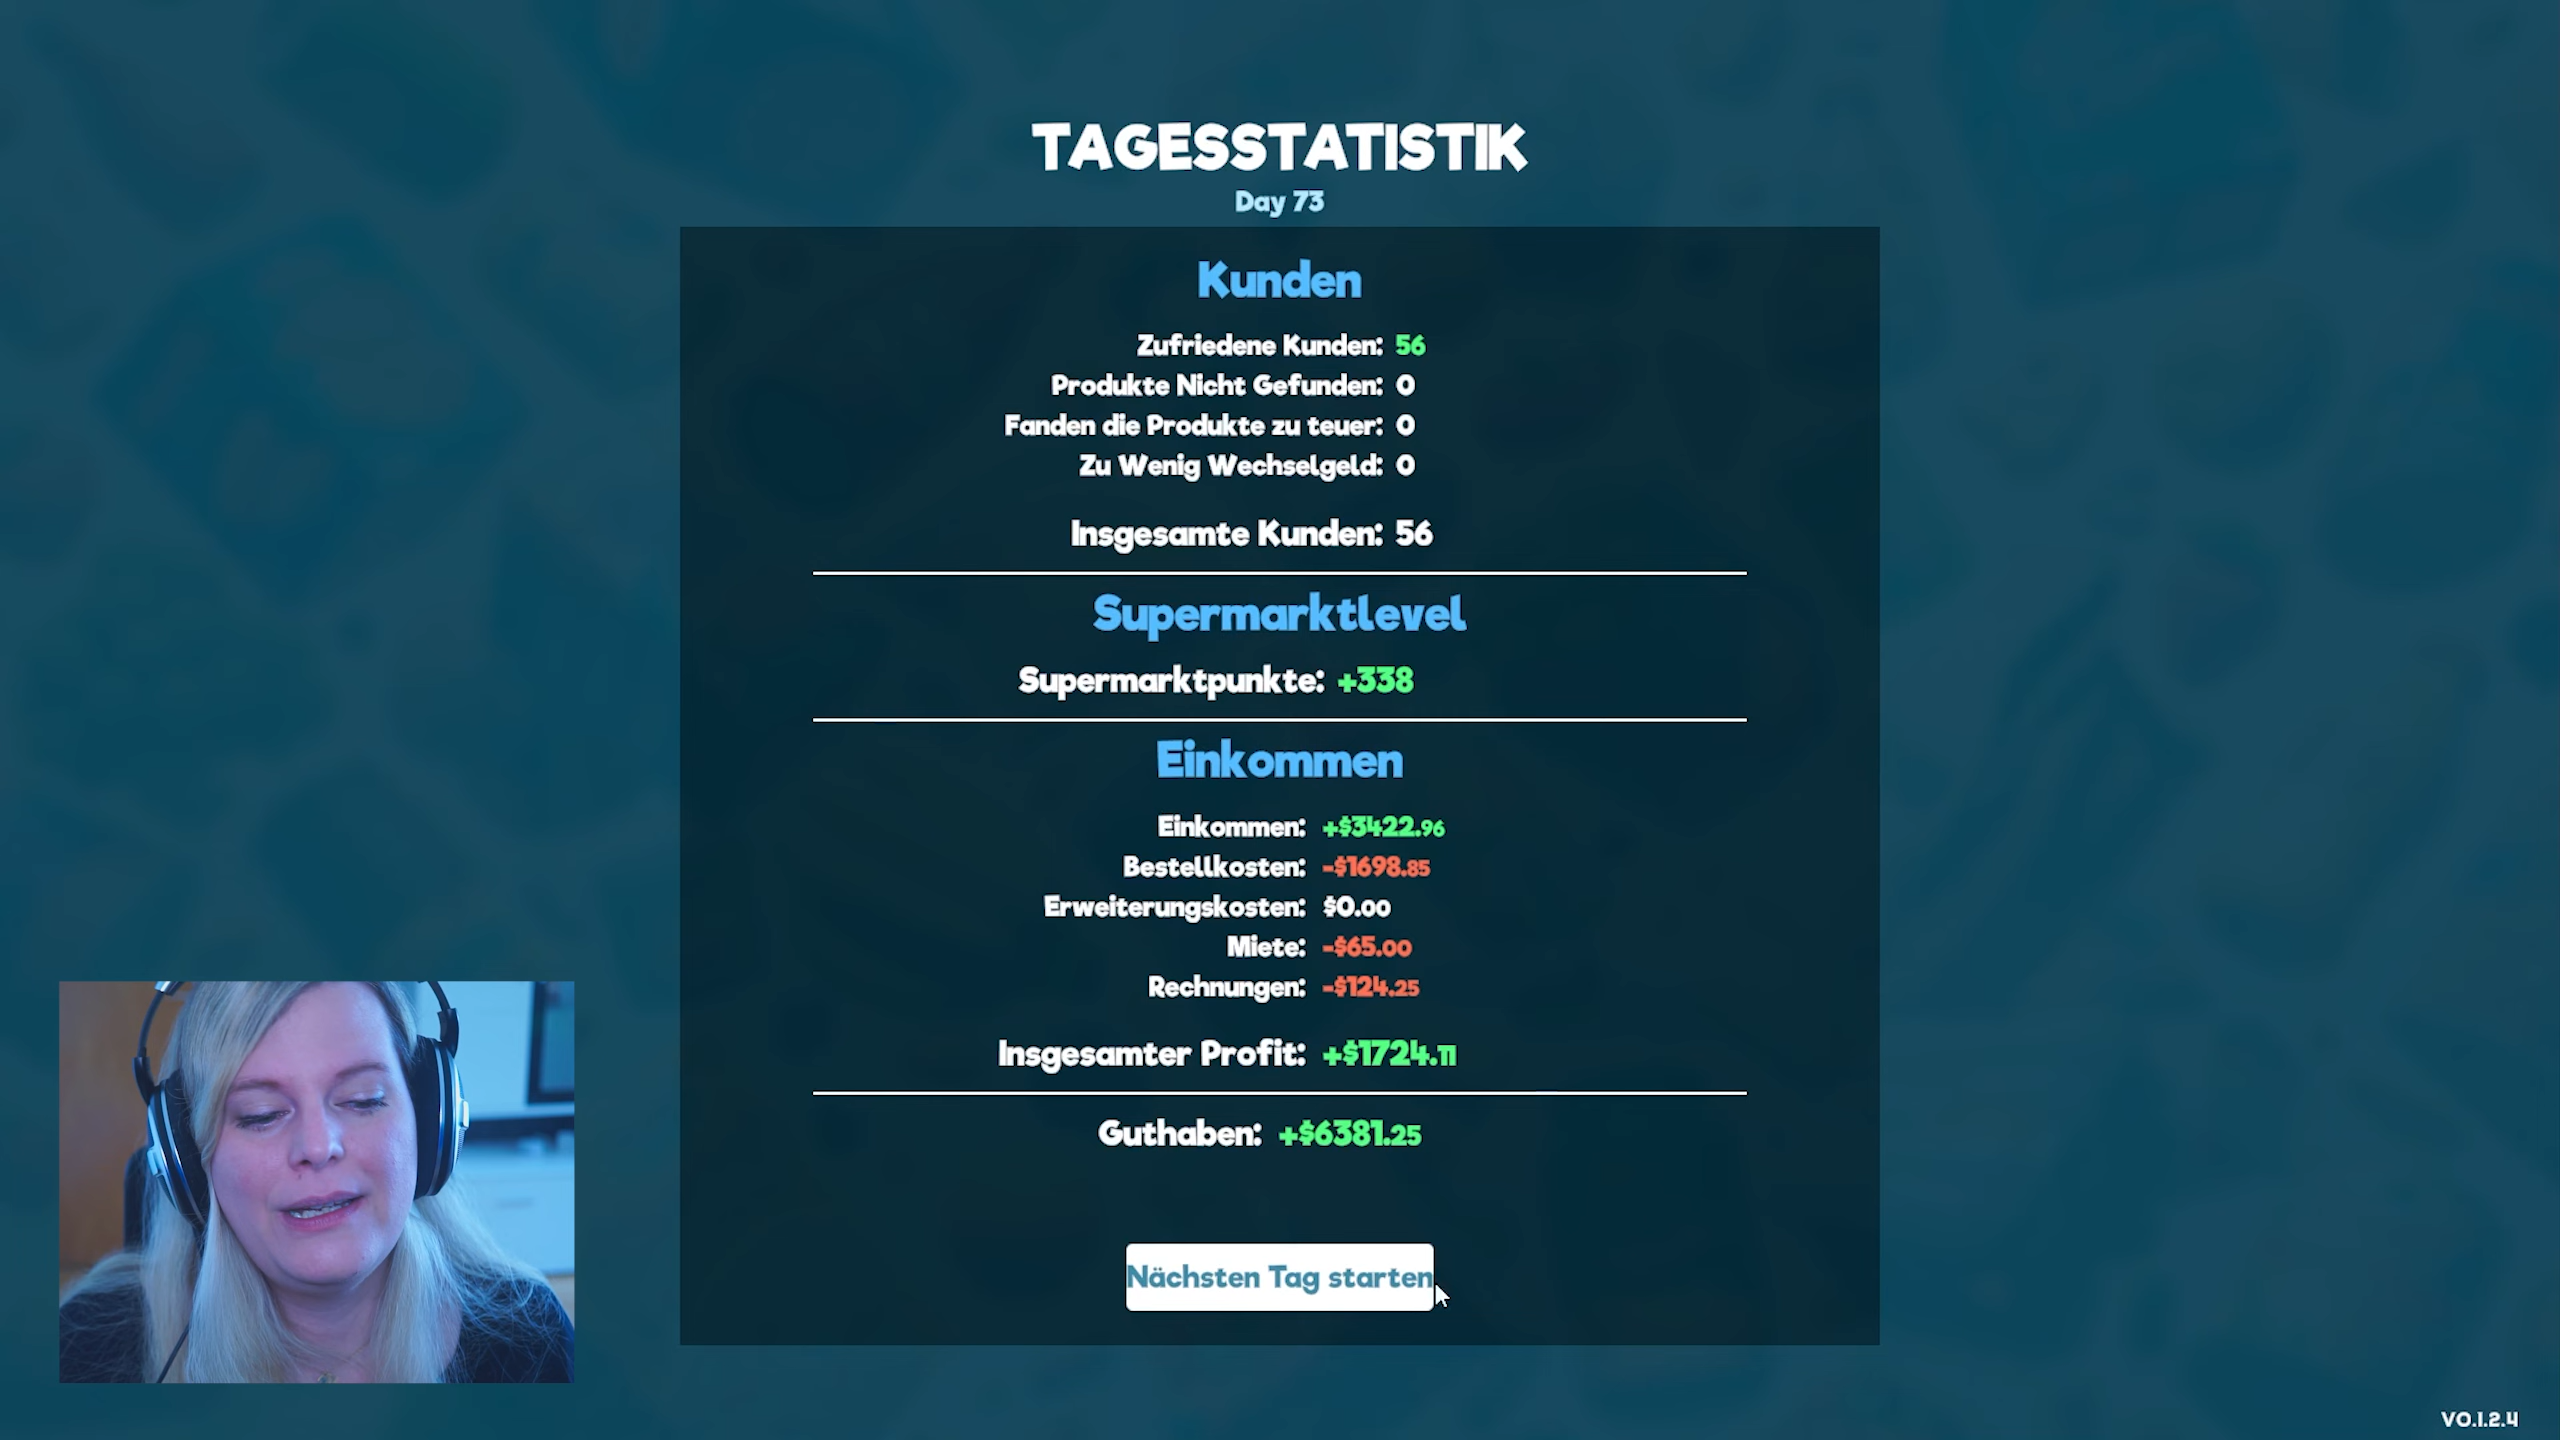 TAGESSTATISTIK
Day 73
Kunden
Zufriedene Kunden: 56
Produkte Nicht Gefunden: 0
Fanden die Produkte zu teuer: 0
Zu Wenig Wechselgeld: 0
Insgesamte Kunden: 56
Supermarktlevel
Supermarktpunkte: +338
Einkommen
Einkommen: +$3422.96
Bestellkosten: -$1698.85
Erweiterungskosten: $0.00
Miete: -$65.00
Rechnungen: -$124.25
Insgesamter Profit: +$1724.11
Guthaben: +$6381.25
Nächsten Tag starten
V0.1.2.4